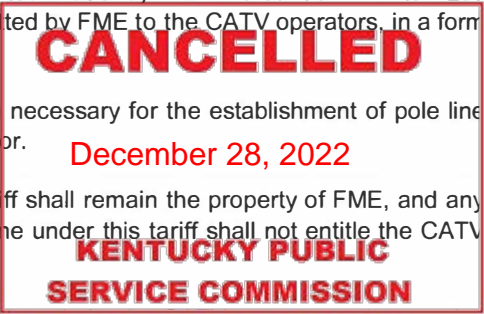 ted by FME to the CATV operators, in a form
CANCELLED
necessary for the establishment of pole line
or.
December 28, 2022
iff shall remain the property of FME, and any
ne under this tariff shall not entitle the CATV
KENTUCKY PUBLIC
SERVICE COMMISSION